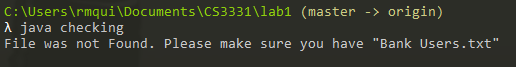 C:\Users\rmqui\Documents\CS3331\lab1 (master -> origin)
λ java checking
File was not Found. Please make sure you have "Bank Users.txt"